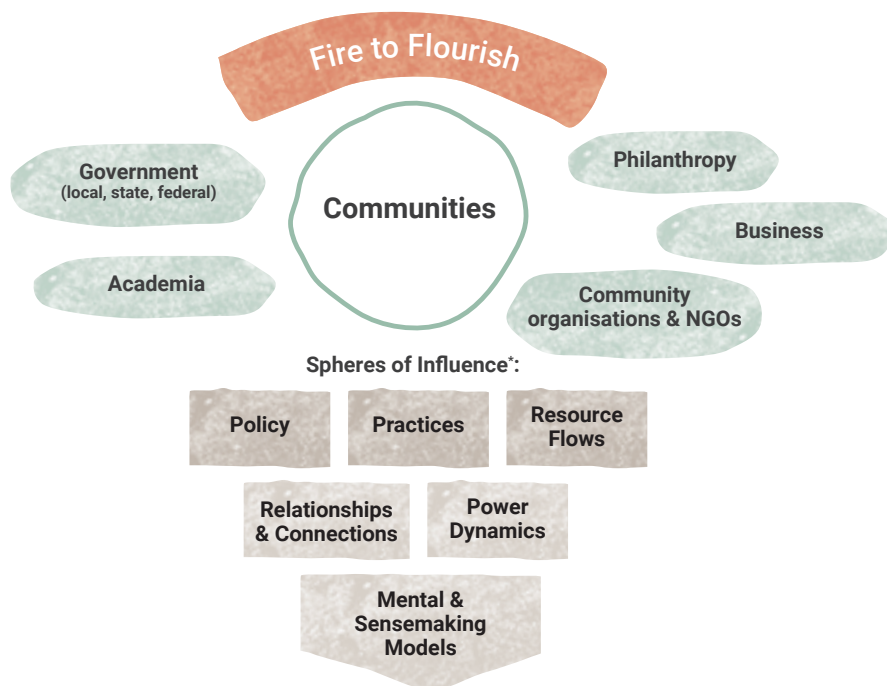 Fire to Flourish
Government
(local, state, federal)
Academia
Communities
Philanthropy
Business
Community
organisations & NGOs
Spheres of Influence*:
Policy
Practices
Resource
Flows
Relationships
& Connections
Power
Dynamics
Mental &
Sensemaking
Models